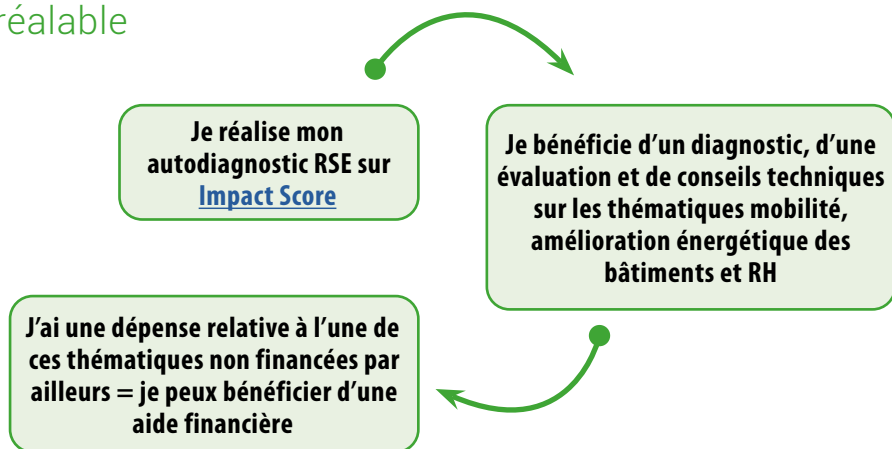 réalable
Je réalise mon
autodiagnostic RSE sur
Impact Score
Je bénéficie d’un diagnostic, d’une
évaluation et de conseils techniques
sur les thématiques mobilité,
amélioration énergétique des
bâtiments et RH
J’ai une dépense relative à l’une de
ces thématiques non financées par
ailleurs = je peux bénéficier d’une
aide financière